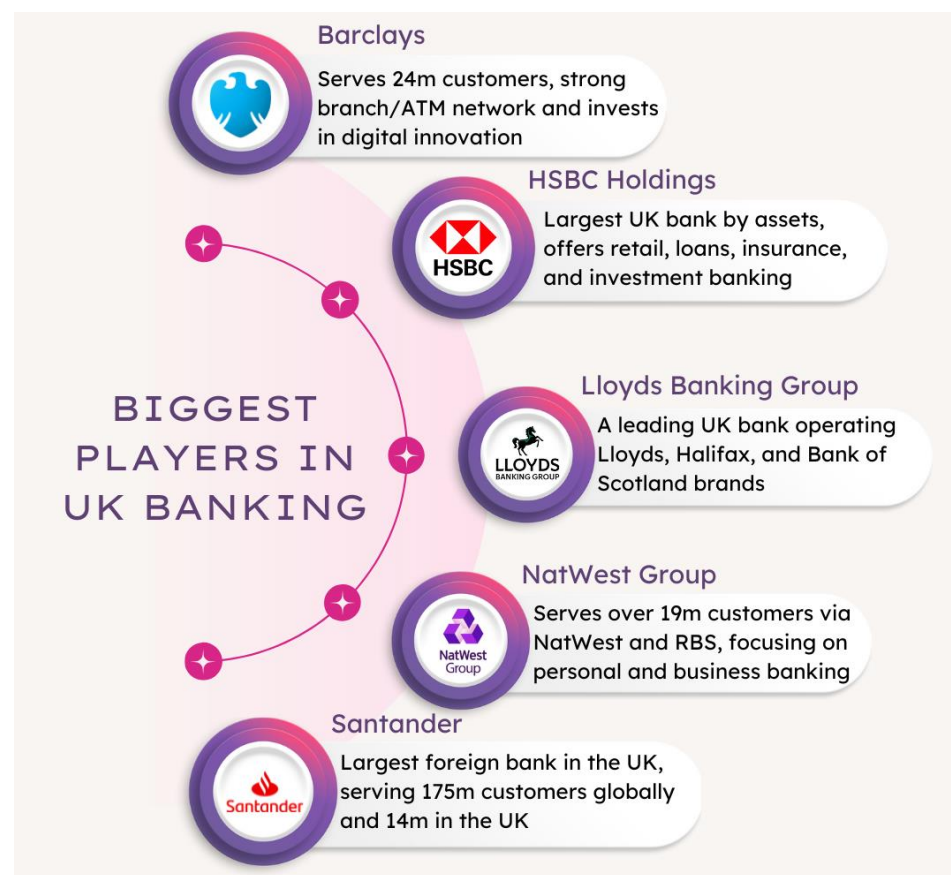 Barclays
Serves 24m customers, strong
branch/ATM network and invests
in digital innovation
HSBC Holdings
HSBC
Largest UK bank by assets,
offers retail, loans, insurance,
and investment banking
BIGGEST
PLAYERS IN
UK BANKING
Lloyds Banking Group
LLOYDS
BANKING GROUP
A leading UK bank operating
Lloyds, Halifax, and Bank of
Scotland brands
NatWest Group
NatWest
Group
Serves over 19m customers via
NatWest and RBS, focusing on
personal and business banking
Santander
Santander
Largest foreign bank in the UK,
serving 175m customers globally
and 14m in the UK